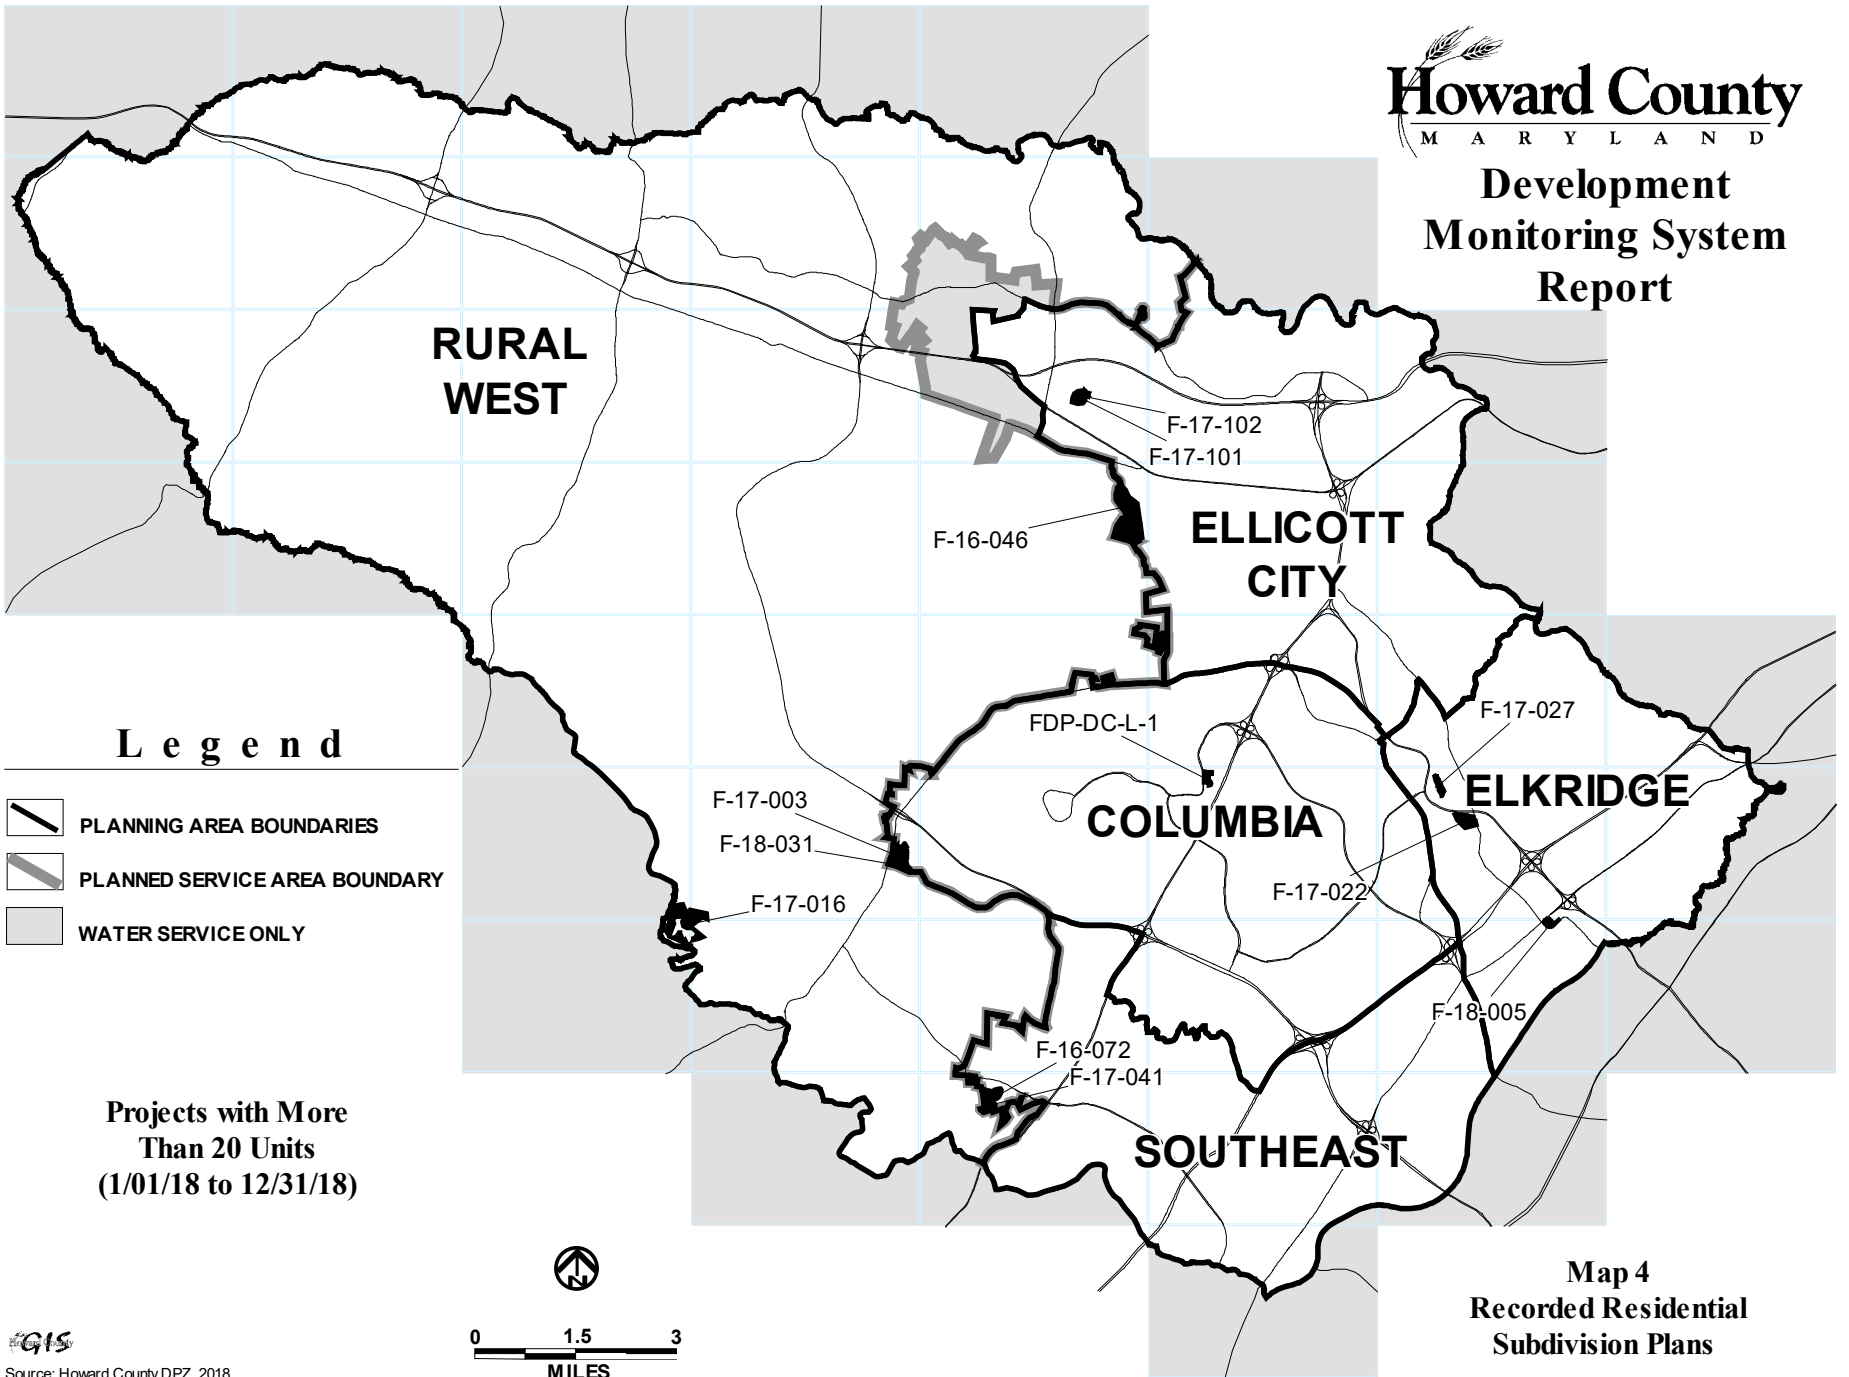 Howard County
MARYLAND
Development
Monitoring System
Report
RURAL
WEST
F-17-102
F-17-101
F-16-046
ELLICOTT
CITY
F-17-027
FDP-DC-L-1
ELKRIDGE
COLUMBIA
F-17-003
F-18-031
F-17-016
F-17-022
F-18-005
F-16-072
F-17-041
SOUTHEAST
Legend
PLANNING AREA BOUNDARIES
PLANNED SERVICE AREA BOUNDARY
WATER SERVICE ONLY
Projects with More
Than 20 Units
(1/01/18 to 12/31/18)
N
0 1.5 3
MILES
Map 4
Recorded Residential
Subdivision Plans
Howard County
GIS
Source: Howard County DPZ, 2018